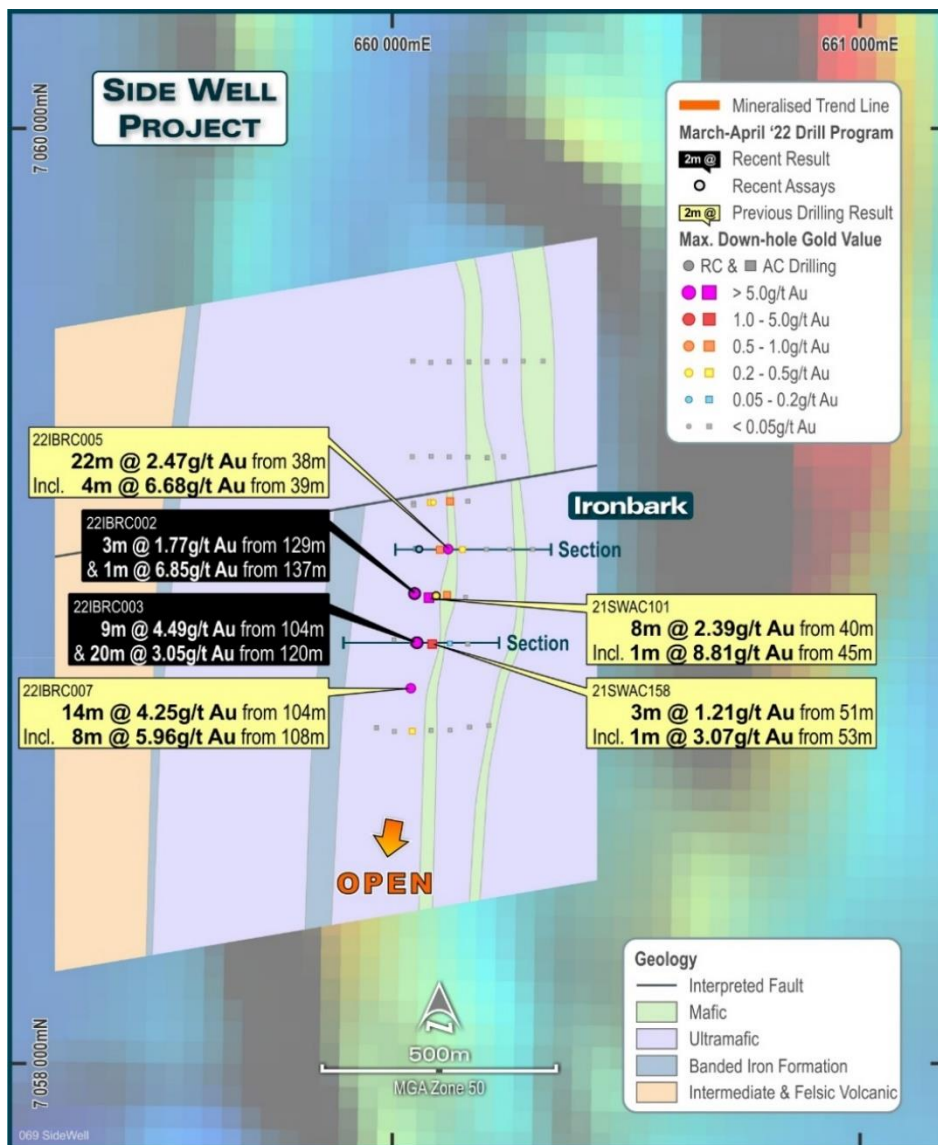 660 000mE
661 000mE
7 060 000mN
SIDE WELL
PROJECT
Mineralised Trend Line
March-April ‘22 Drill Program
2m @
Recent Result
Recent Assays
2m @
Previous Drilling Result
Max. Down-hole Gold Value
RC & AC Drilling
> 5.0g/t Au
1.0 - 5.0g/t Au
0.5 - 1.0g/t Au
0.2 - 0.5g/t Au
0.05 - 0.2g/t Au
< 0.05g/t Au
22IBRC005
22m @ 2.47g/t Au from 38m
Incl. 4m @ 6.68g/t Au from 39m
Ironbark
Section
22IBRC002
3m @ 1.77g/t Au from 129m
& 1m @ 6.85g/t Au from 137m
22IBRC003
9m @ 4.49g/t Au from 104m
& 20m @ 3.05g/t Au from 120m
Section
21SWAC101
8m @ 2.39g/t Au from 40m
Incl. 1m @ 8.81g/t Au from 45m
22IBRC007
14m @ 4.25g/t Au from 104m
Incl. 8m @ 5.96g/t Au from 108m
21SWAC158
3m @ 1.21g/t Au from 51m
Incl. 1m @ 3.07g/t Au from 53m
OPEN
Geology
Interpreted Fault
Mafic
Ultramafic
Banded Iron Formation
Intermediate & Felsic Volcanic
N
500m
MGA Zone 50
7 058 000mN
069 SideWell